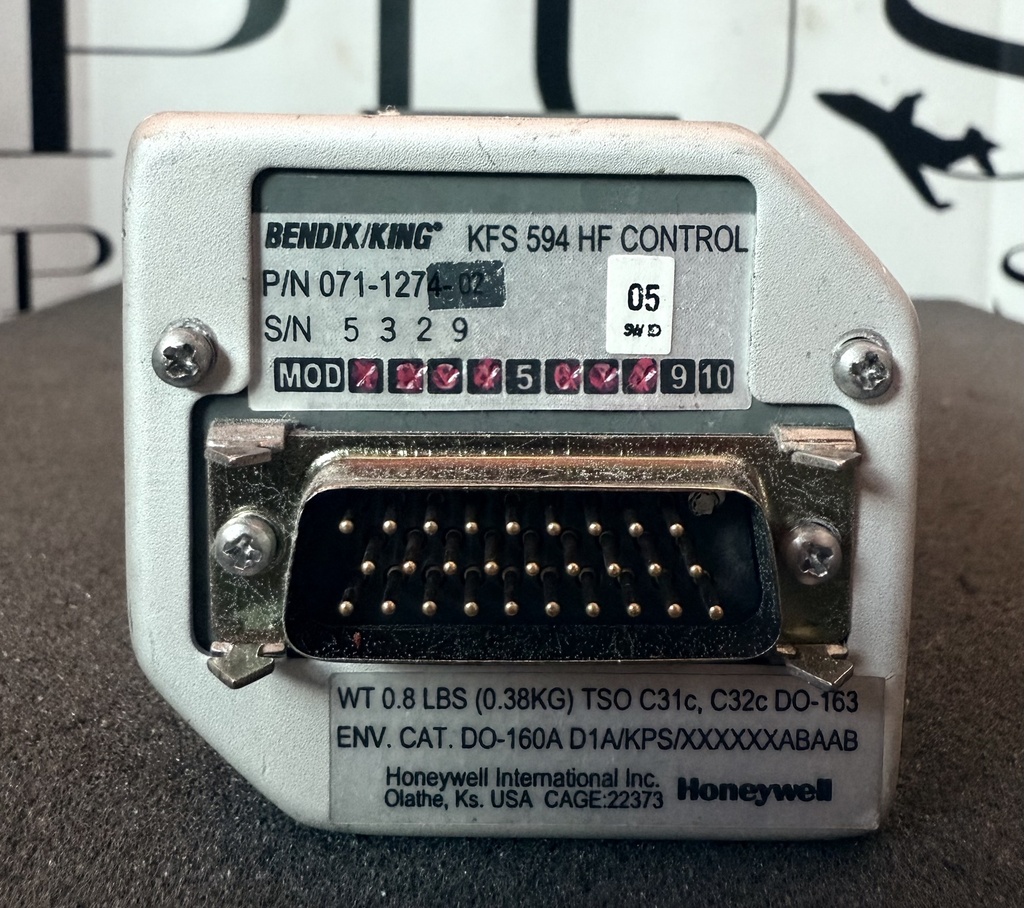 BENDIX/KING® KFS 594 HF CONTROL
P/N 071-1274-02
05
SW ID
S/N 5 3 2 9
MOD 5 9 10
WT 0.8 LBS (0.38KG) TSO C31c, C32c DO-163
ENV. CAT. DO-160A D1A/KPS/XXXXXXABAAB
Honeywell International Inc.
Olathe, Ks. USA CAGE:22373 Honeywell